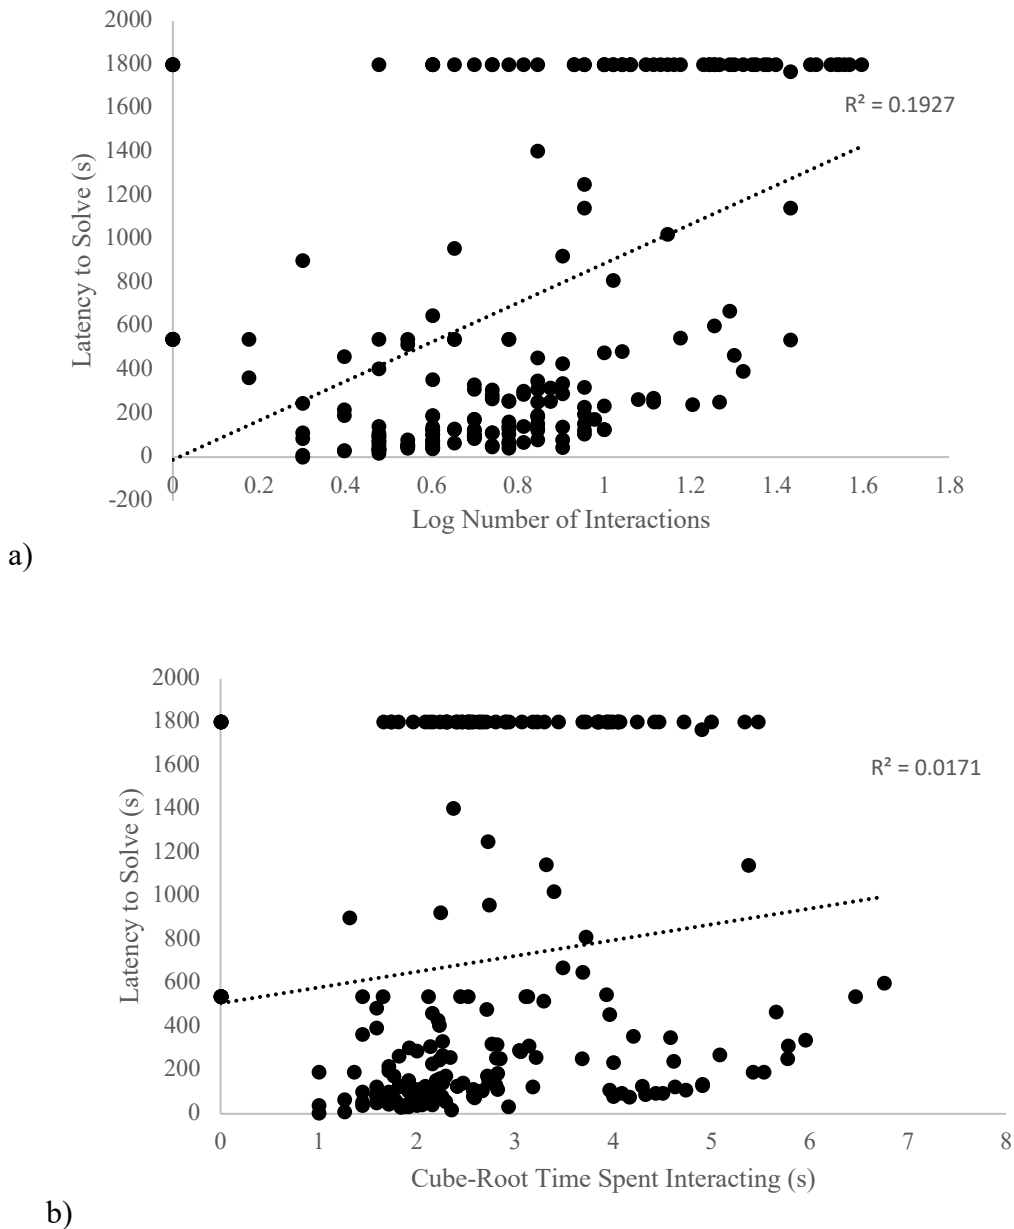 2000
1800
1600
1400
1200
1000
800
600
400
200
0
-200
Latency to Solve (s)
R² = 0.1927
0 0.2 0.4 0.6 0.8 1 1.2 1.4 1.6 1.8
Log Number of Interactions
a)
2000
1800
1600
1400
1200
1000
800
600
400
200
0
Latency to Solve (s)
R² = 0.0171
0 1 2 3 4 5 6 7 8
Cube-Root Time Spent Interacting (s)
b)